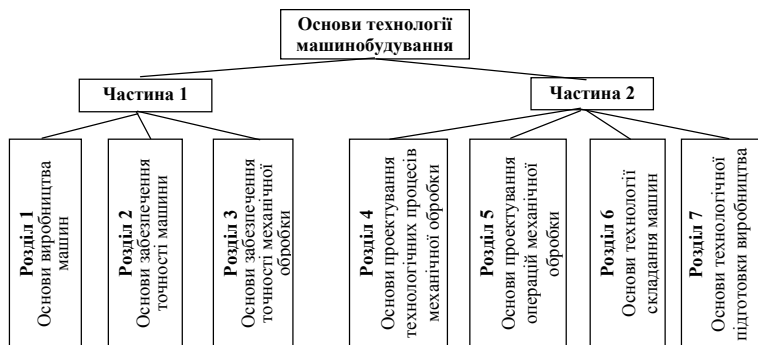 Основи технології
машинобудування
Частина 1
Частина 2
Розділ 1
Основи виробництва
машин
Розділ 2
Основи забезпечення
точності машини
Розділ 3
Основи забезпечення
точності механічної
обробки
Розділ 4
Основи проектування
технологічних процесів
механічної обробки
Розділ 5
Основи проектування
операцій механічної
обробки
Розділ 6
Основи технології
складання машин
Розділ 7
Основи технологічної
підготовки виробництва